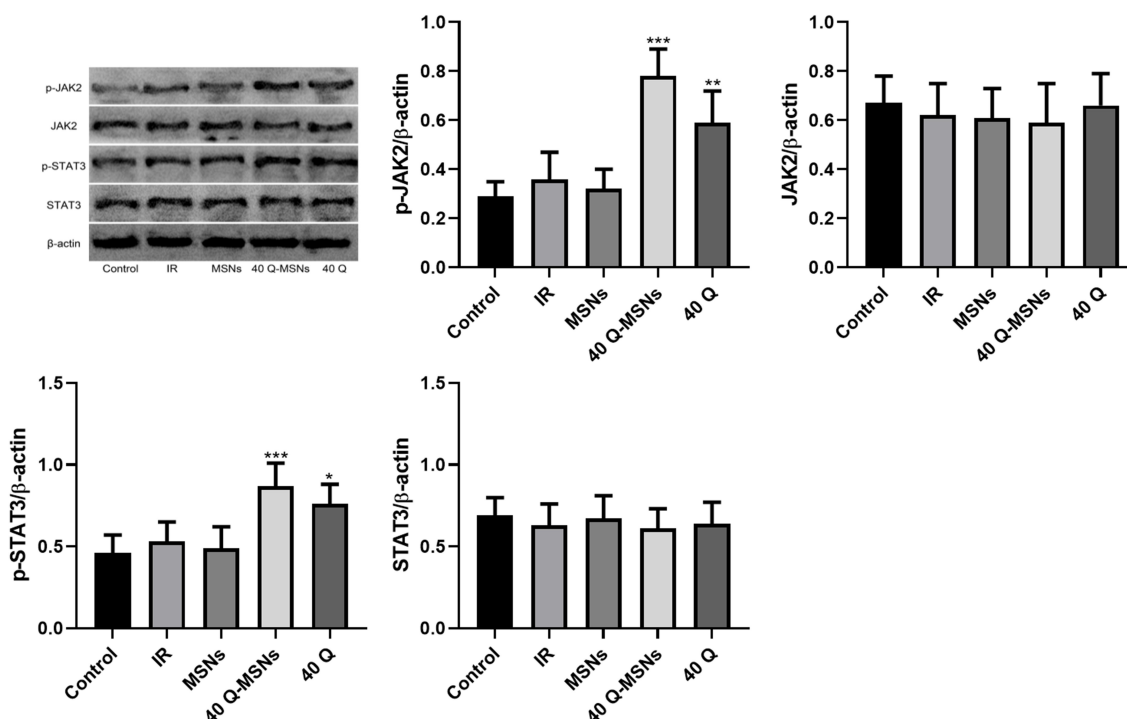 p-JAK2
JAK2
p-STAT3
STAT3
β-actin
Control IR MSNs 40 Q-MSNs 40 Q
p-JAK2/β-actin
1.0
0.8
0.6
0.4
0.2
0.0
***
**
Control IR MSNs 40 Q-MSNs 40 Q
JAK2/β-actin
1.0
0.8
0.6
0.4
0.2
0.0
Control IR MSNs 40 Q-MSNs 40 Q
p-STAT3/β-actin
1.5
1.0
0.5
0.0
***
*
Control IR MSNs 40 Q-MSNs 40 Q
STAT3/β-actin
1.5
1.0
0.5
0.0
Control IR MSNs 40 Q-MSNs 40 Q